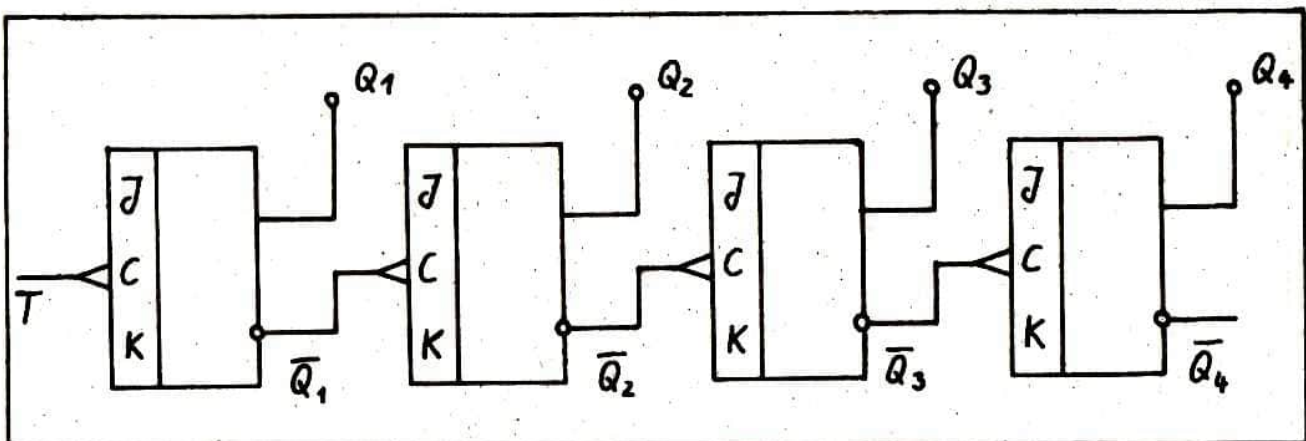 Q1 Q2 Q3 Q4
J J J J
C C C C
T
K K K K
Q̅1 Q̅2 Q̅3 Q̅4